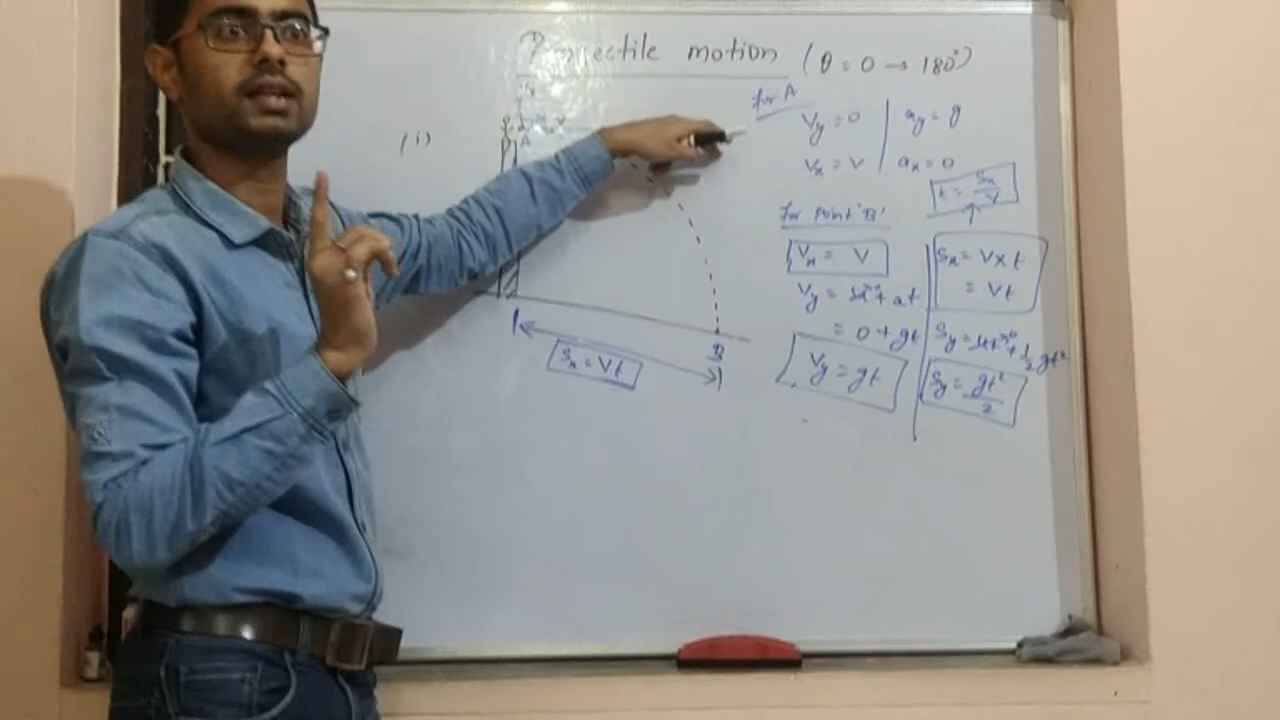 Projectile motion (θ = 0 → 180°)
(i)
A
B
Sx = Vt
for A
Vy = 0
Vx = V
ay = g
ax = 0
for point 'B'
Vx = V
Vy = + at
= 0 + gt
Vy = gt
t = Sx/V
Sx = V x t
= Vt
Sy = + 1/2 gt²
Sy = gt²/2